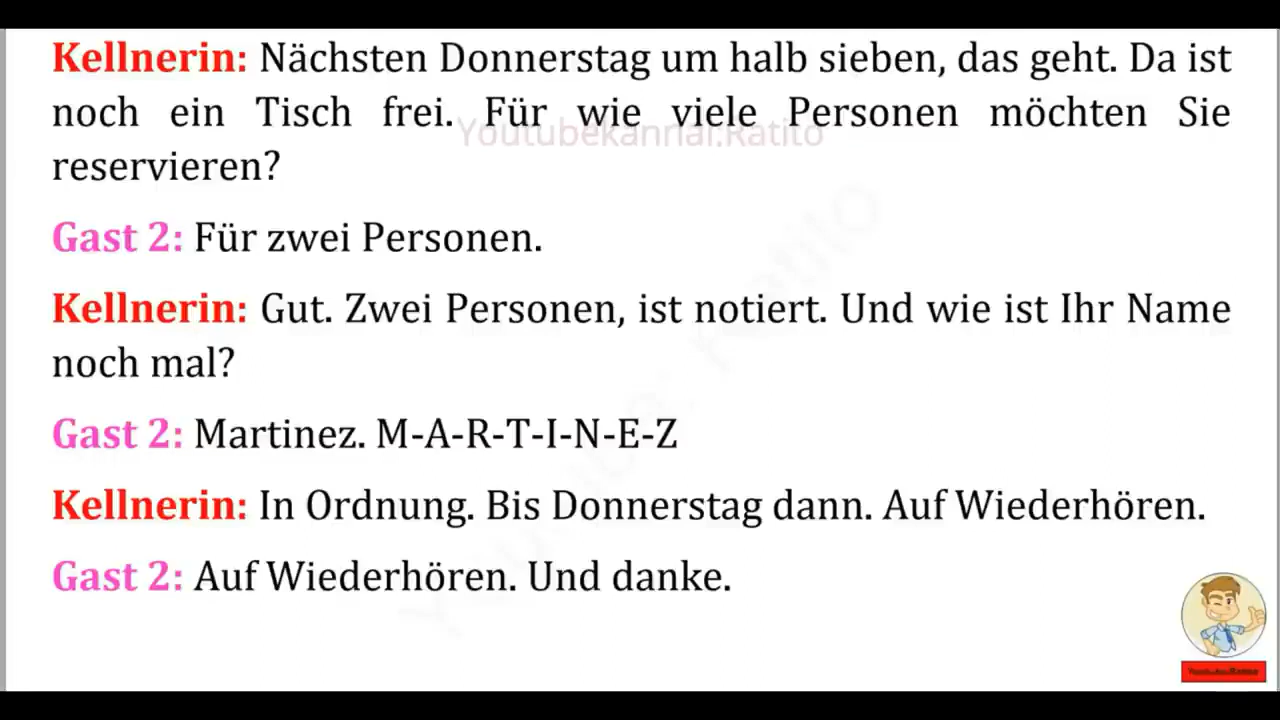 Kellnerin: Nächsten Donnerstag um halb sieben, das geht. Da ist
noch ein Tisch frei. Für wie viele Personen möchten Sie
Youtubekannal:Ratito
reservieren?
Gast 2: Für zwei Personen.
Kellnerin: Gut. Zwei Personen, ist notiert. Und wie ist Ihr Name
noch mal?
Gast 2: Martinez. M-A-R-T-I-N-E-Z
Kellnerin: In Ordnung. Bis Donnerstag dann. Auf Wiederhören.
Gast 2: Auf Wiederhören. Und danke.